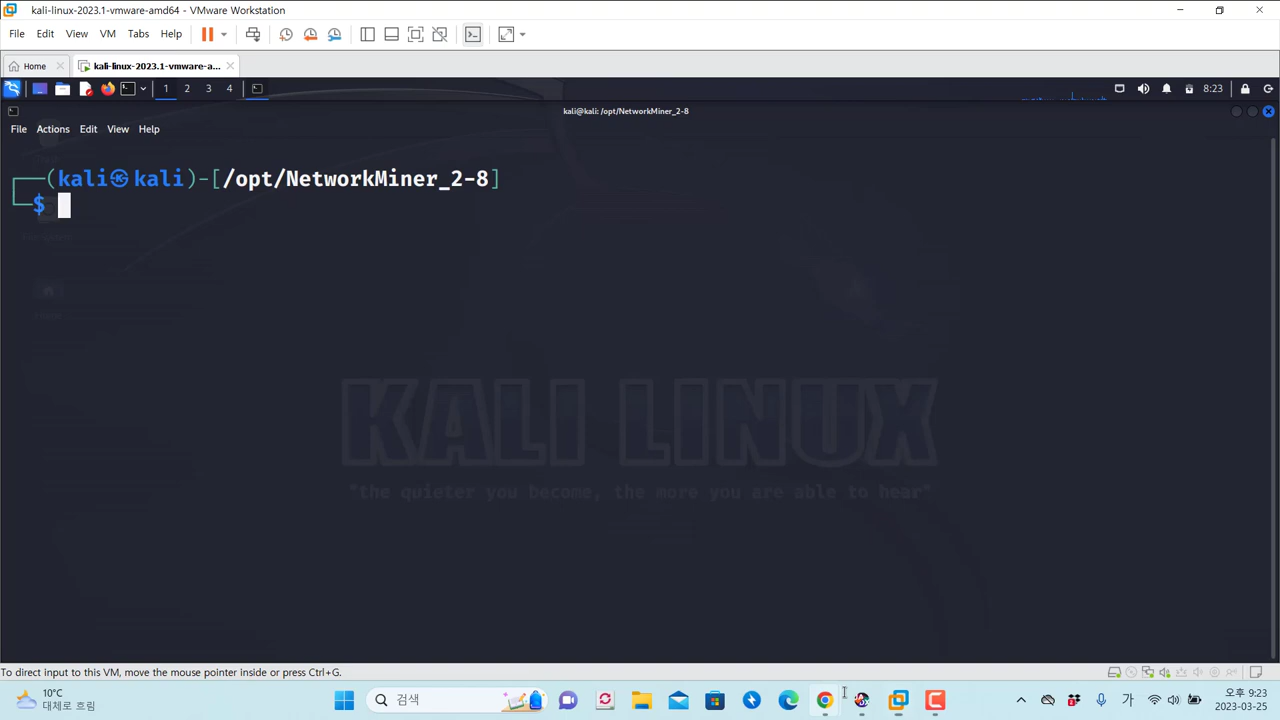 kali-linux-2023.1-vmware-amd64 - VMware Workstation
File Edit View VM Tabs Help
Home kali-linux-2023.1-vmware-a...
1 2 3 4 8:23
kali@kali: /opt/NetworkMiner_2-8
File Actions Edit View Help
(kali㉿kali)-[/opt/NetworkMiner_2-8]
$
KALI LINUX
"the quieter you become, the more you are able to hear"
To direct input to this VM, move the mouse pointer inside or press Ctrl+G.
10°C
대체로 흐림
검색
가
오후 9:23
2023-03-25